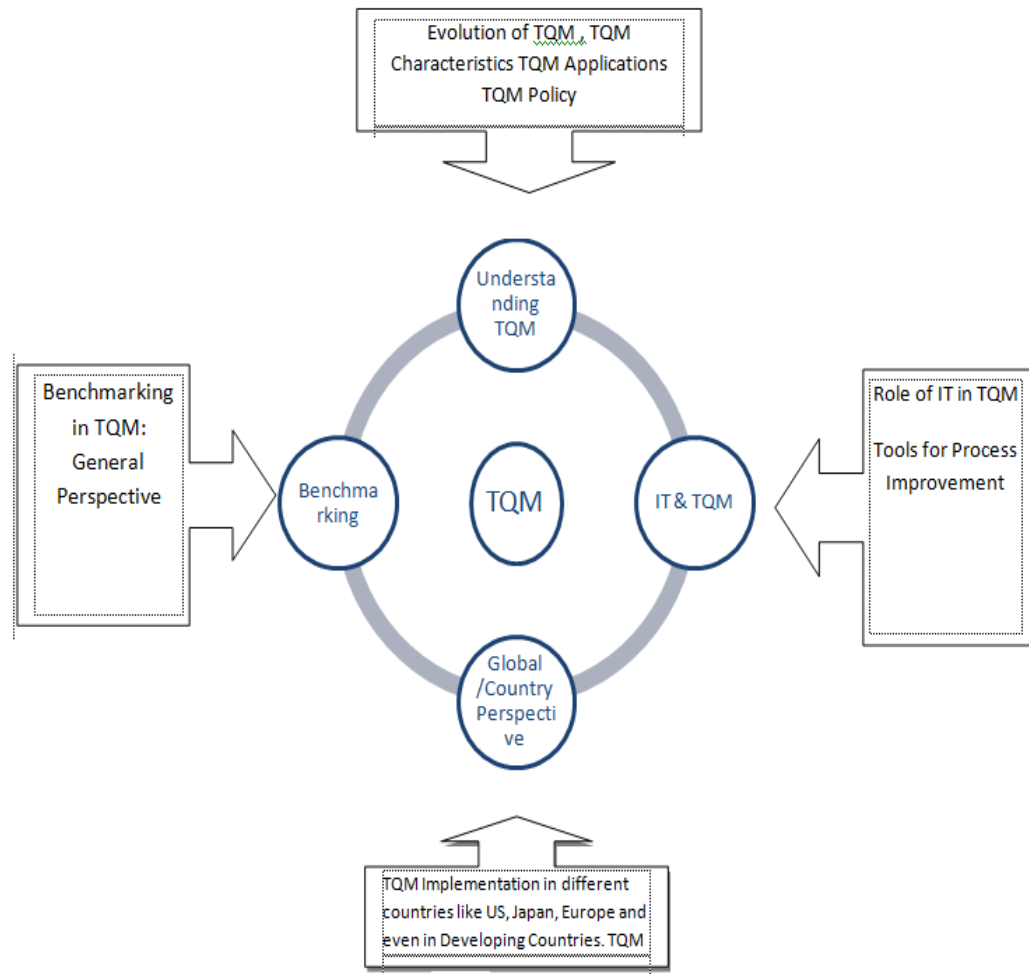 Evolution of TQM , TQM
Characteristics TQM Applications
TQM Policy
Understa
nding
TQM
Benchmarking
in TQM:
General
Perspective
Benchma
rking
TQM
IT & TQM
Role of IT in TQM
Tools for Process
Improvement
Global
/Country
Perspecti
ve
TQM Implementation in different
countries like US, Japan, Europe and
even in Developing Countries. TQM